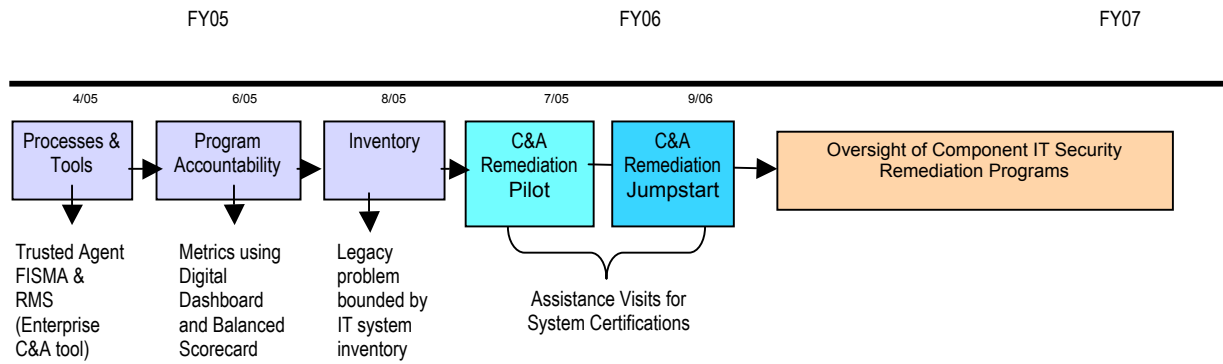 FY05
FY06
FY07
4/05
6/05
8/05
7/05
9/06
Processes &
Tools
Program
Accountability
Inventory
C&A
Remediation
Pilot
C&A
Remediation
Jumpstart
Oversight of Component IT Security
Remediation Programs
Trusted Agent
FISMA &
RMS
(Enterprise
C&A tool)
Metrics using
Digital
Dashboard
and Balanced
Scorecard
Legacy
problem
bounded by
IT system
inventory
Assistance Visits for
System Certifications